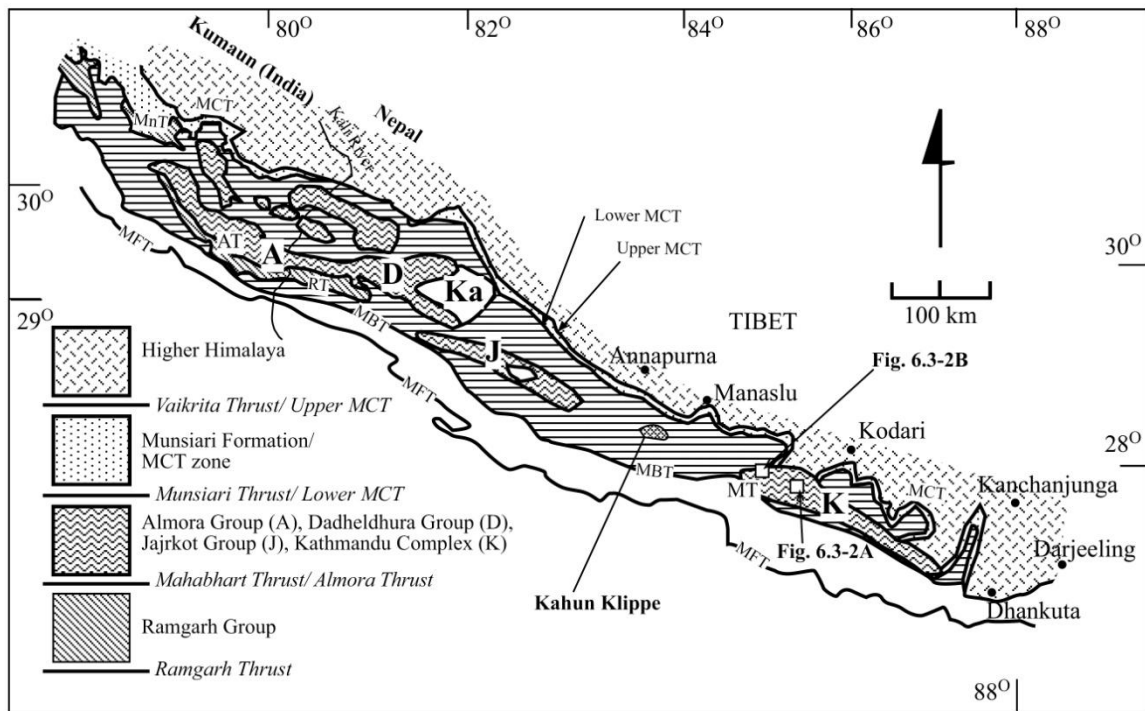 80O
82O
84O
86O
88O
Kumaun (India)
Nepal
Kali River
MCT
MnT
30O
Lower MCT
Upper MCT
30O
MFT
AT
A
D
RT
Ka
100 km
29O
MBT
TIBET
J
Annapurna
Fig. 6.3-2B
Higher Himalaya
MFT
Manaslu
Vaikrita Thrust/ Upper MCT
Kodari
28O
Munsiari Formation/
MCT zone
MBT
MT
K
MCT
Kanchanjunga
Munsiari Thrust/ Lower MCT
Almora Group (A), Dadheldhura Group (D),
Jajrkot Group (J), Kathmandu Complex (K)
MFT
Fig. 6.3-2A
Darjeeling
Mahabhart Thrust/ Almora Thrust
Kahun Klippe
Dhankuta
Ramgarh Group
Ramgarh Thrust
88O